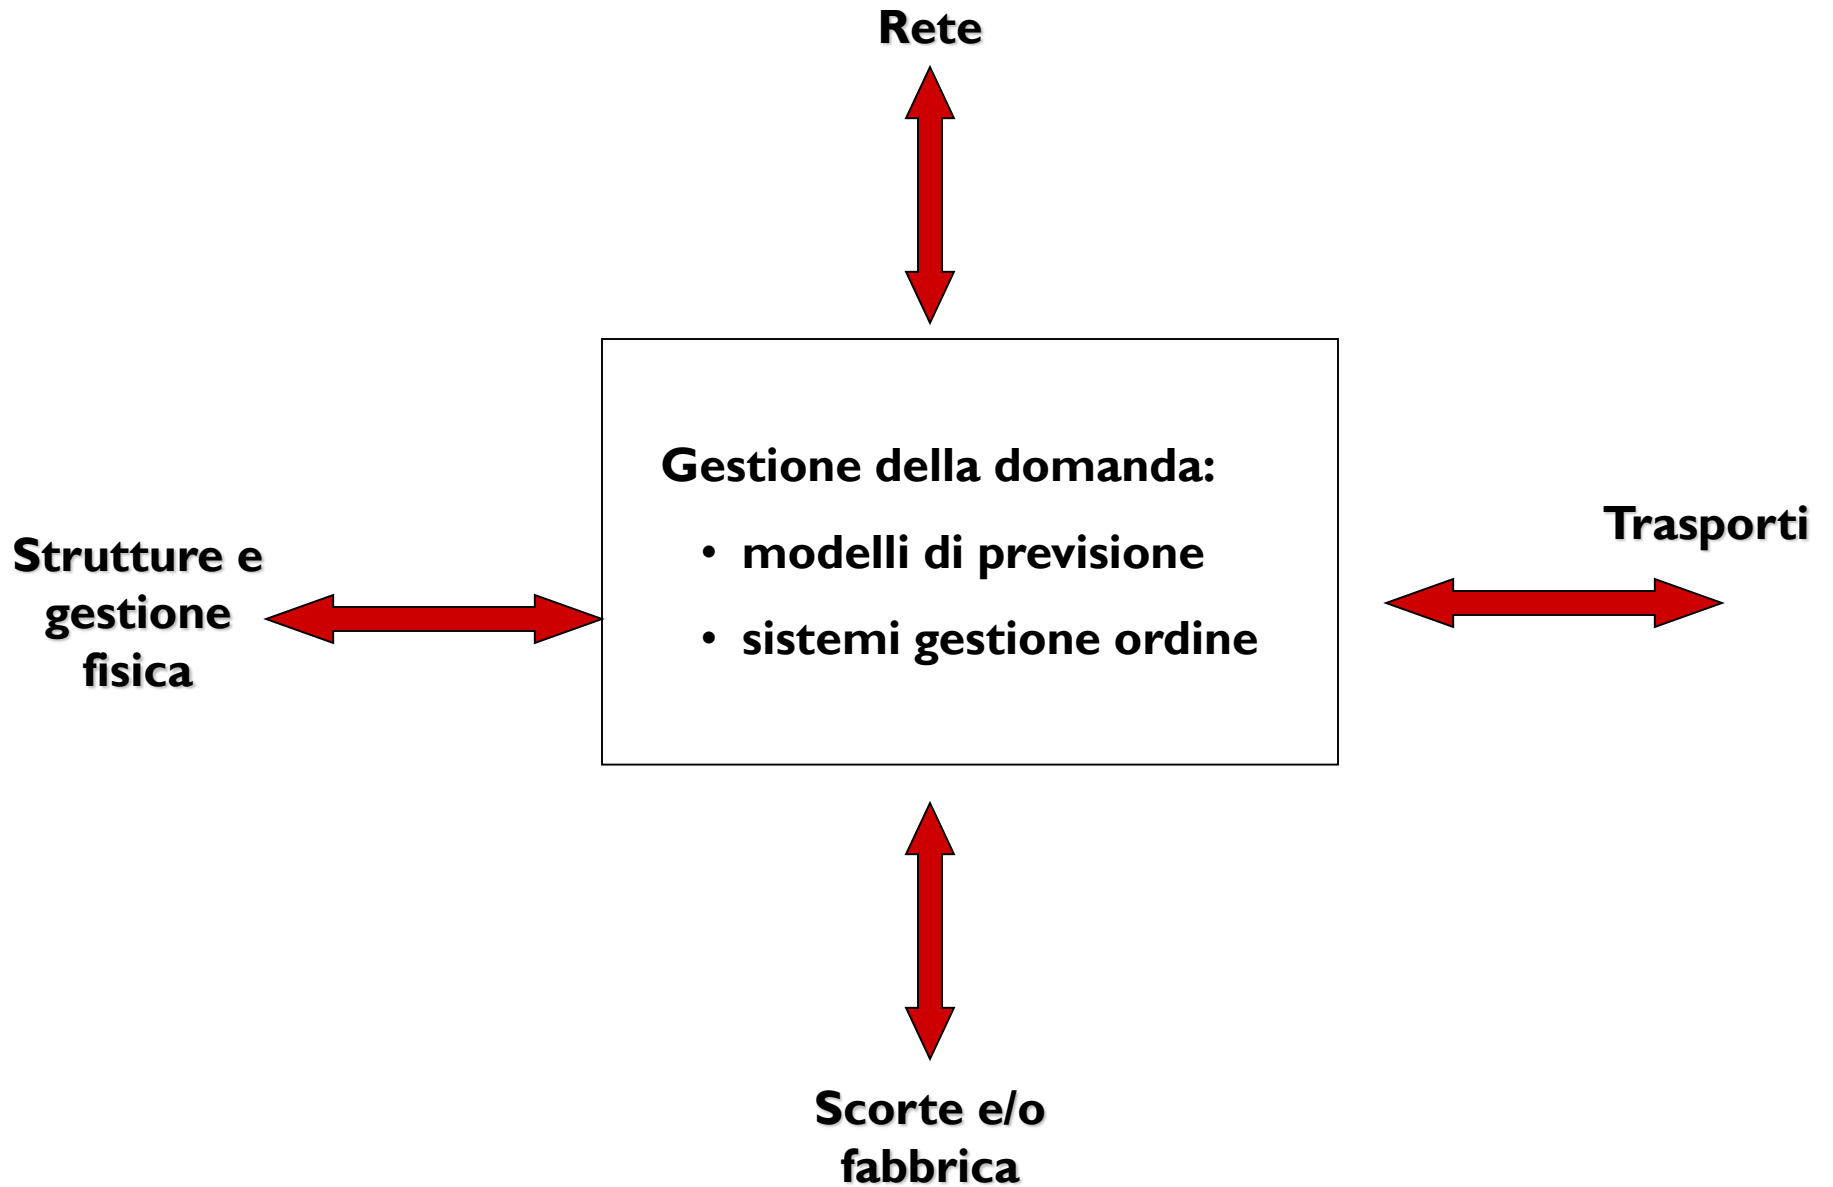 Rete
Gestione della domanda:
• modelli di previsione
• sistemi gestione ordine
Strutture e
gestione
fisica
Trasporti
Scorte e/o
fabbrica